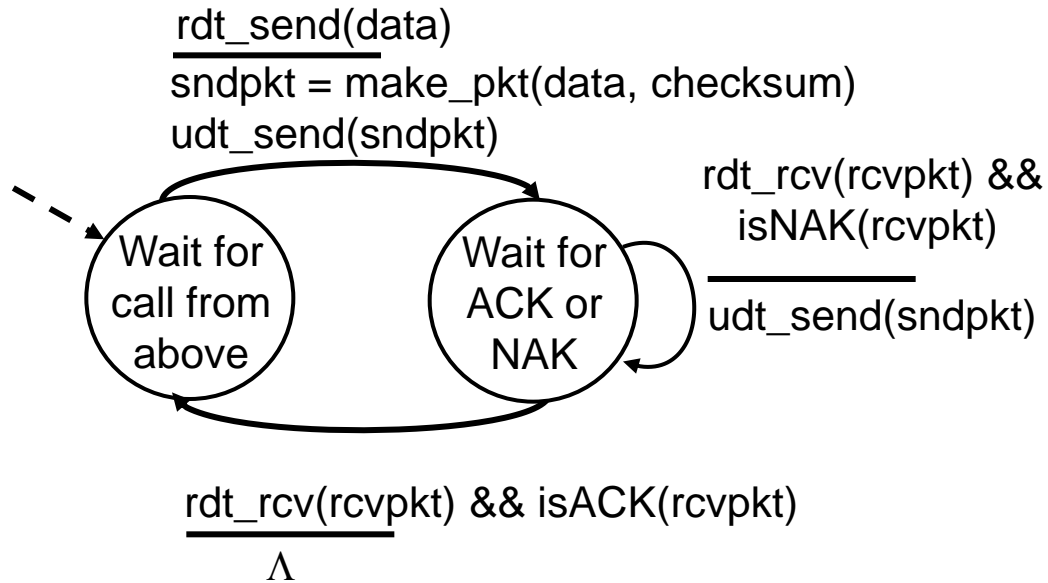 rdt_send(data)
sndpkt = make_pkt(data, checksum)
udt_send(sndpkt)
rdt_rcv(rcvpkt) &&
isNAK(rcvpkt)
udt_send(sndpkt)
Wait for
call from
above
Wait for
ACK or
NAK
rdt_rcv(rcvpkt) && isACK(rcvpkt)
Λ